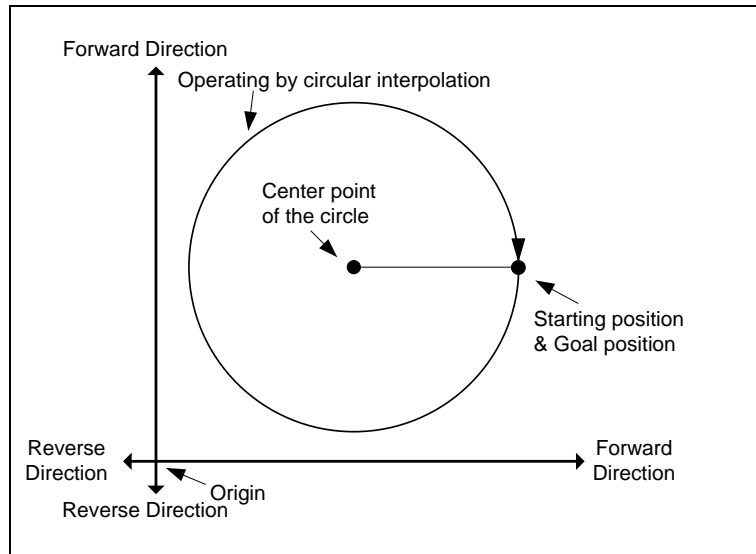 Forward Direction
Operating by circular interpolation
Center point
of the circle
Starting position
& Goal position
Reverse
Direction
Forward
Direction
Origin
Reverse Direction